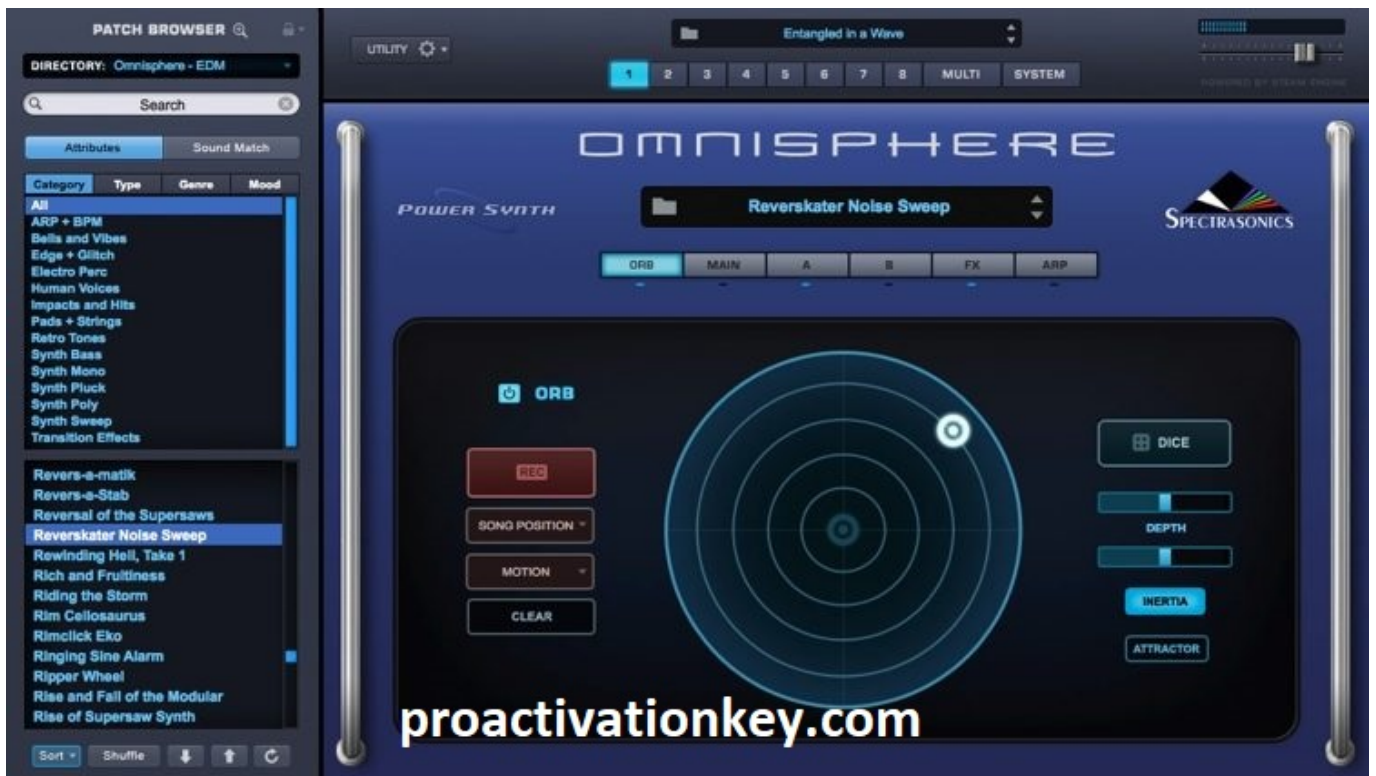 PATCH BROWSER
DIRECTORY: Omnisphere - EDM
Search
Attributes Sound Match
Category Type Genre Mood
All
ARP + BPM
Bells and Vibes
Edge + Glitch
Electro Perc
Human Voices
Impacts and Hits
Pads + Strings
Retro Tones
Synth Bass
Synth Mono
Synth Pluck
Synth Poly
Synth Sweep
Transition Effects
Revers-a-matik
Revers-a-Stab
Reversal of the Supersaws
Reverskater Noise Sweep
Rewinding Hell, Take 1
Rich and Fruitiness
Riding the Storm
Rim Cellosaurus
Rimclick Eko
Ringing Sine Alarm
Ripper Wheel
Rise and Fall of the Modular
Rise of Supersaw Synth
Sort Shuffle
UTILITY
Entangled in a Wave
1 2 3 4 5 6 7 8 MULTI SYSTEM
POWERED BY STEAM ENGINE
OMNISPHERE
POWER SYNTH
Reverskater Noise Sweep
SPECTRASONICS
ORB MAIN A B FX ARP
ORB
REC
SONG POSITION
MOTION
CLEAR
DICE
DEPTH
INERTIA
ATTRACTOR
proactivationkey.com